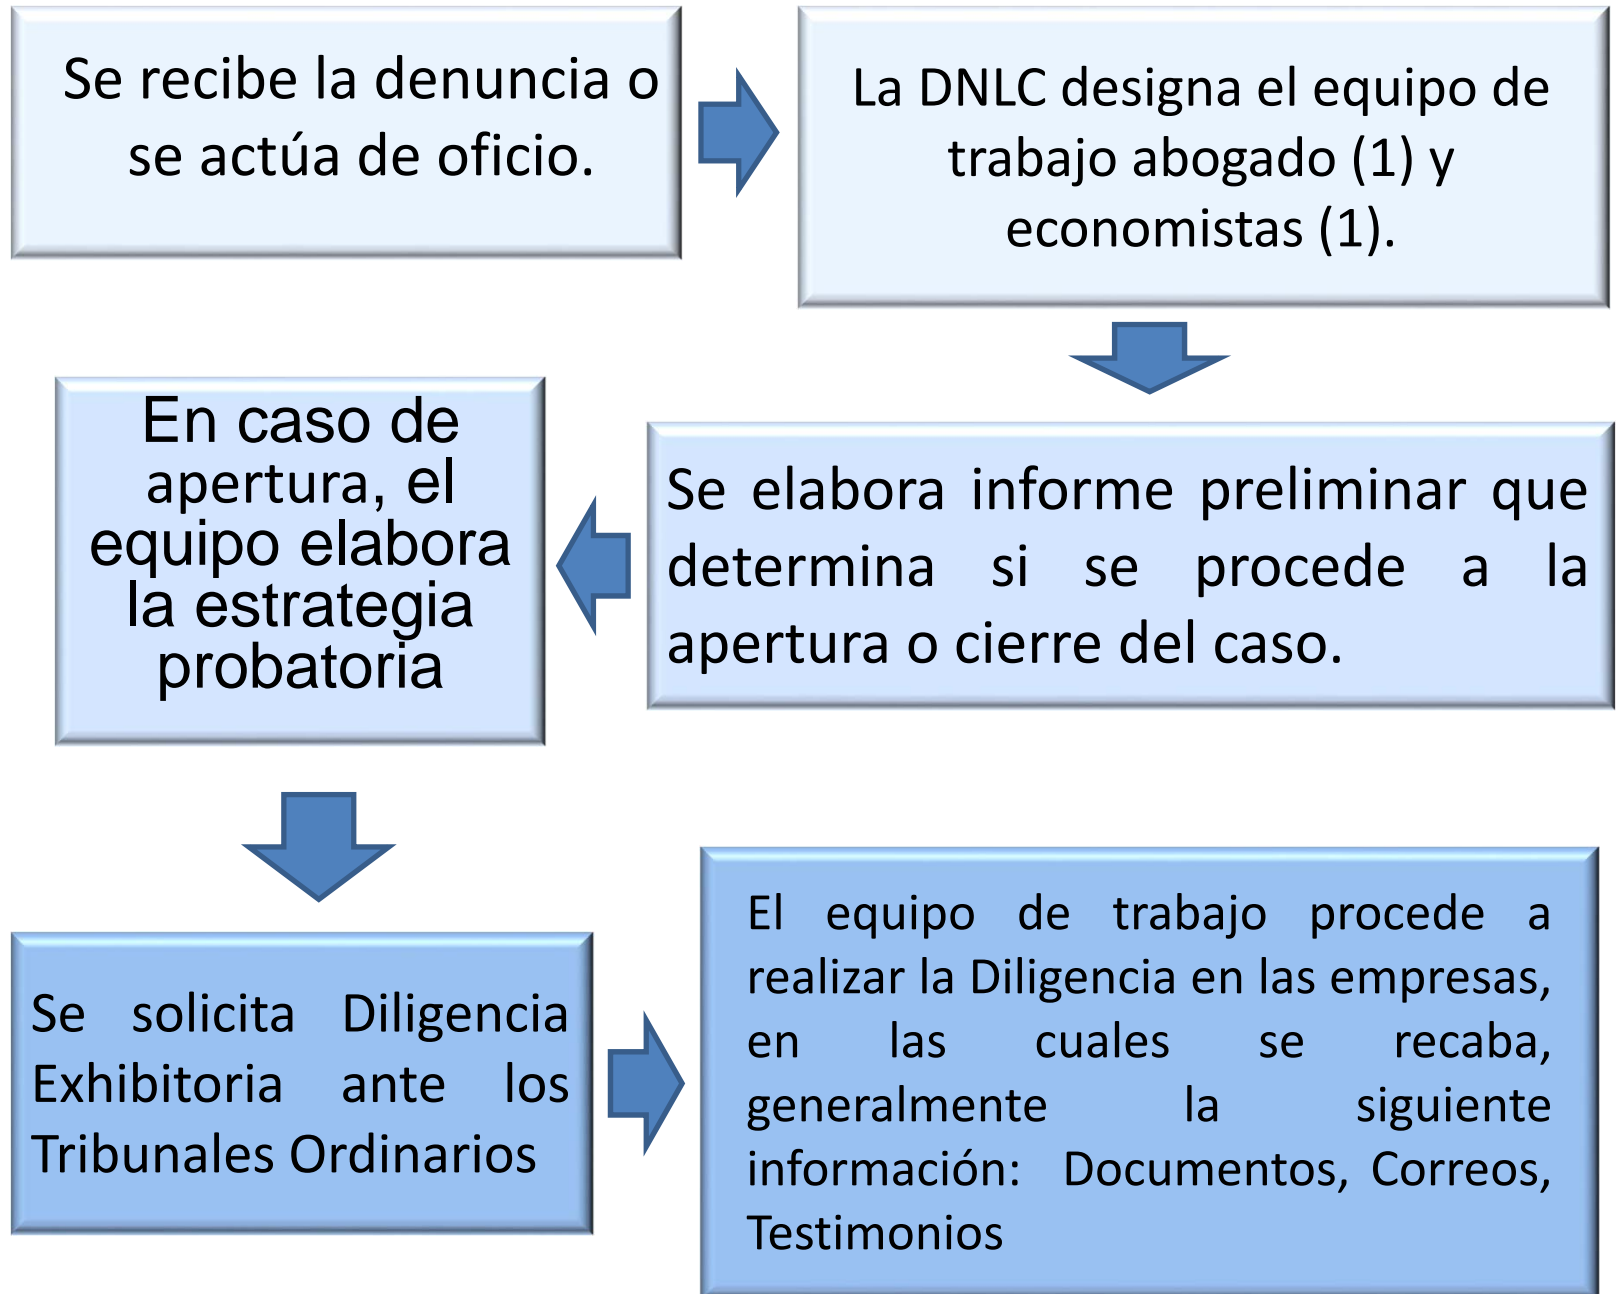 Se recibe la denuncia o
se actúa de oficio.
La DNLC designa el equipo de
trabajo abogado (1) y
economistas (1).
Se elabora informe preliminar que
determina si se procede a la
apertura o cierre del caso.
En caso de
apertura, el
equipo elabora
la estrategia
probatoria
Se solicita Diligencia
Exhibitoria ante los
Tribunales Ordinarios
El equipo de trabajo procede a
realizar la Diligencia en las empresas,
en las cuales se recaba,
generalmente la siguiente
información: Documentos, Correos,
Testimonios